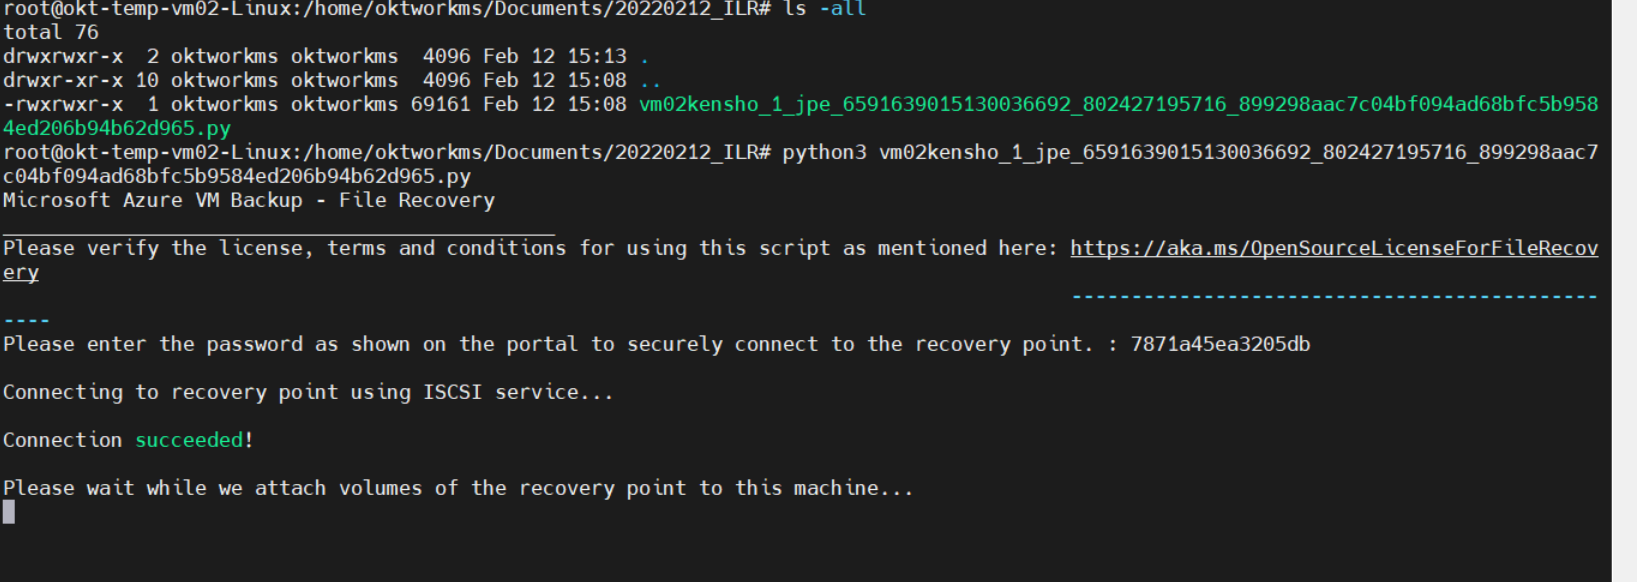 root@okt-temp-vm02-Linux:/home/oktworkms/Documents/20220212_ILR# ls -all
total 76
drwxrwxr-x  2 oktworkms oktworkms  4096 Feb 12 15:13 .
drwxr-xr-x 10 oktworkms oktworkms  4096 Feb 12 15:08 ..
-rwxrwxr-x  1 oktworkms oktworkms 69161 Feb 12 15:08 vm02kensho_1_jpe_6591639015130036692_802427195716_899298aac7c04bf094ad68bfc5b958
4ed206b94b62d965.py
root@okt-temp-vm02-Linux:/home/oktworkms/Documents/20220212_ILR# python3 vm02kensho_1_jpe_6591639015130036692_802427195716_899298aac7
c04bf094ad68bfc5b9584ed206b94b62d965.py
Microsoft Azure VM Backup - File Recovery
______________________________________________
Please verify the license, terms and conditions for using this script as mentioned here: https://aka.ms/OpenSourceLicenseForFileRecov
ery
--------------------------------------------
----
Please enter the password as shown on the portal to securely connect to the recovery point. : 7871a45ea3205db
Connecting to recovery point using ISCSI service...
Connection succeeded!
Please wait while we attach volumes of the recovery point to this machine...